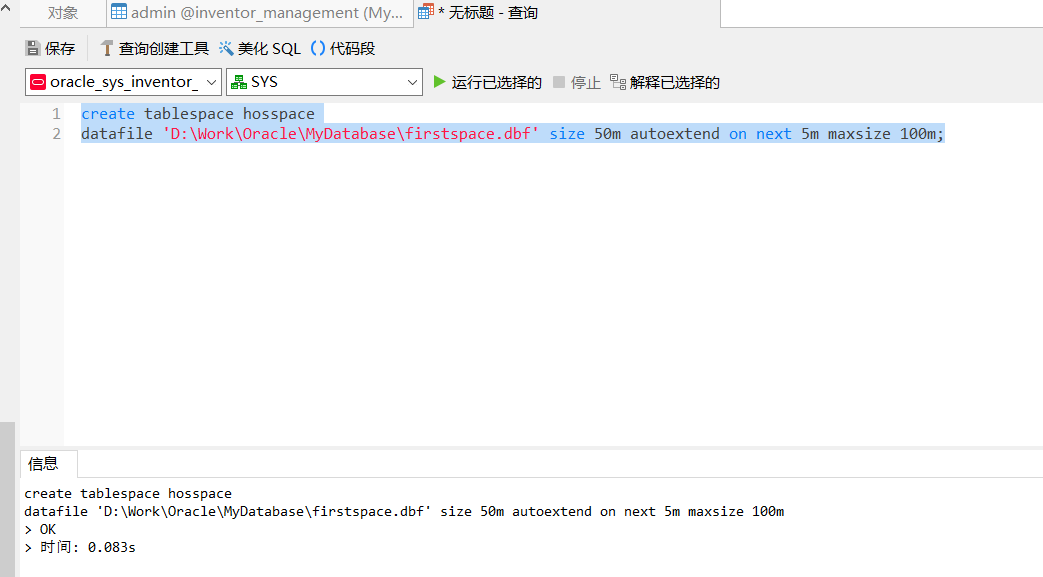 对象
admin @inventor_management (My...
* 无标题 - 查询
保存
查询创建工具
美化 SQL
() 代码段
oracle_sys_inventor_
SYS
运行已选择的
停止
解释已选择的
1 create tablespace hosspace
2 datafile 'D:\Work\Oracle\MyDatabase\firstspace.dbf' size 50m autoextend on next 5m maxsize 100m;
信息
create tablespace hosspace
datafile 'D:\Work\Oracle\MyDatabase\firstspace.dbf' size 50m autoextend on next 5m maxsize 100m
> OK
> 时间: 0.083s